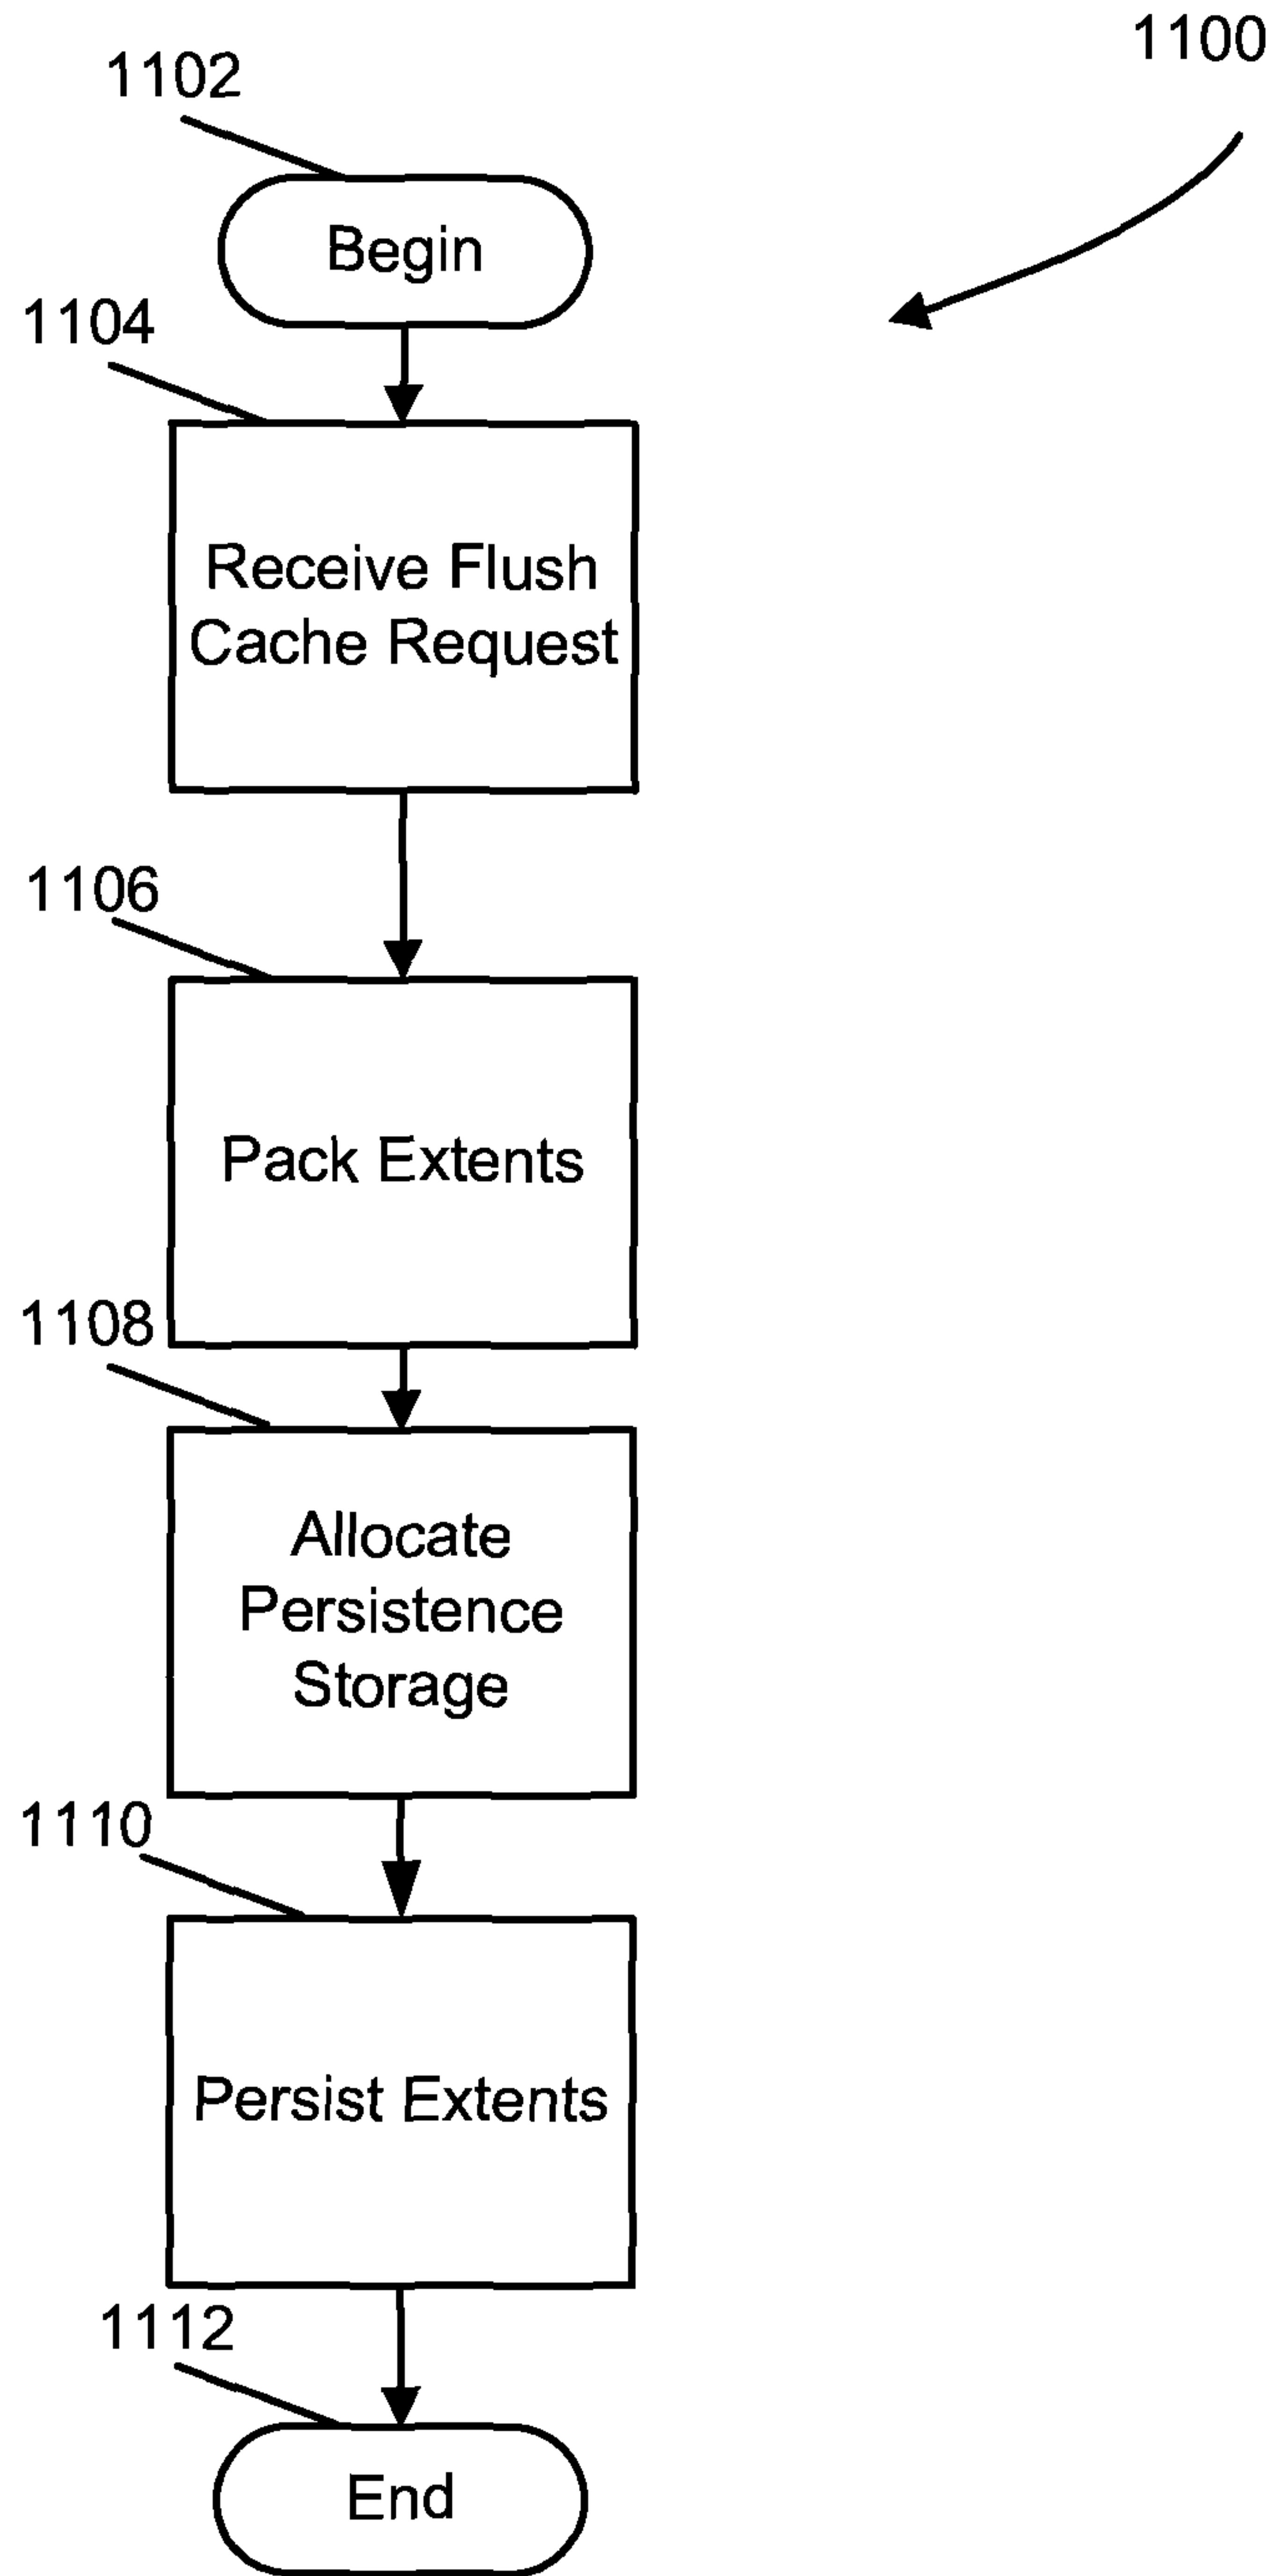 1100
1102
Begin
1104
Receive Flush
Cache Request
1106
Pack Extents
1108
Allocate
Persistence
Storage
1110
Persist Extents
1112
End